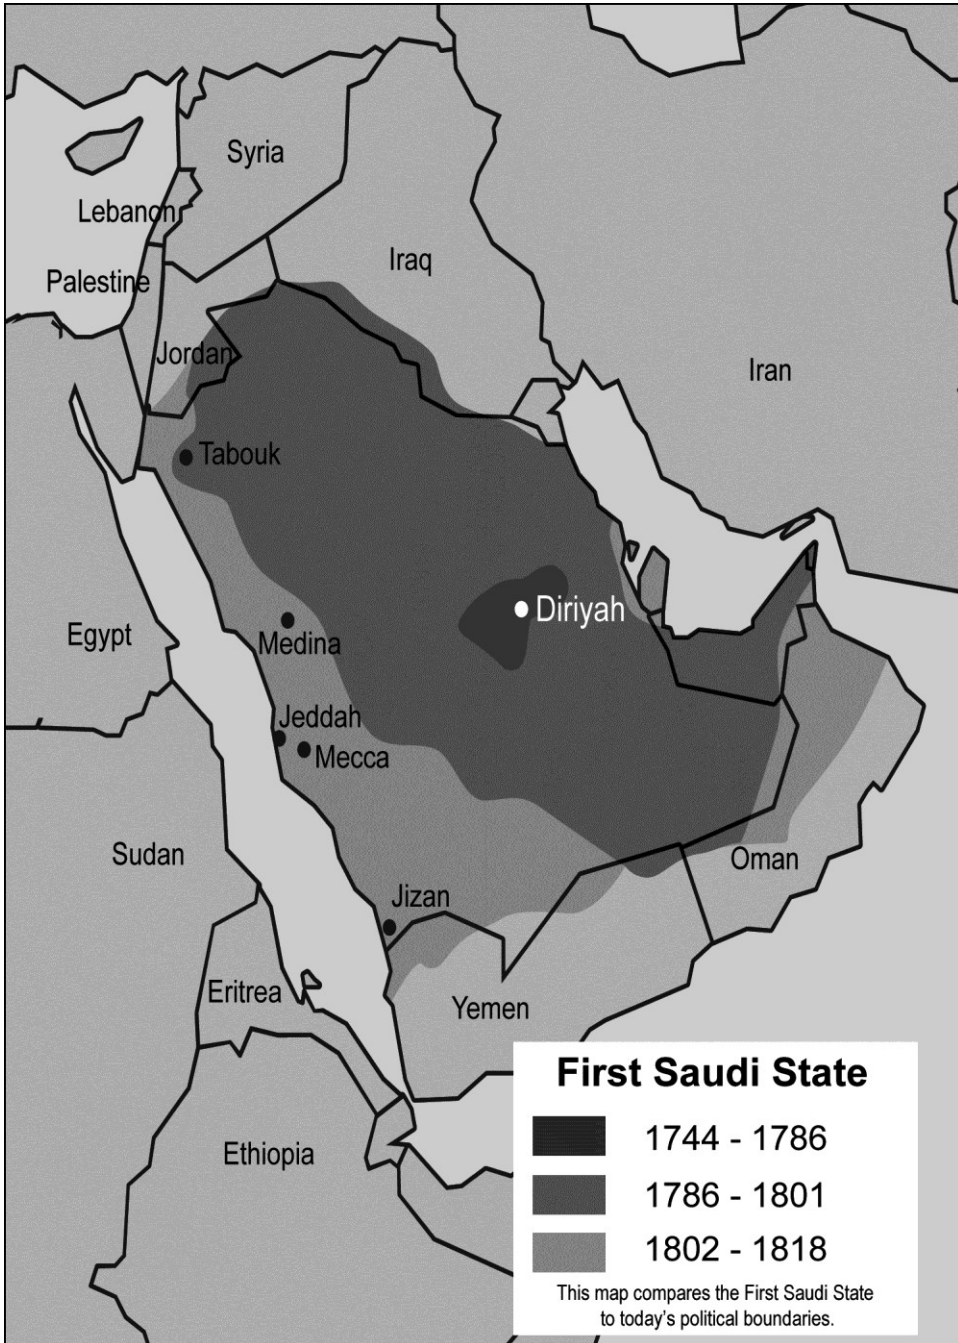 Syria
Lebanon
Iraq
Palestine
Jordan
Iran
Tabouk
Diriyah
Egypt
Medina
Jeddah
Mecca
Sudan
Oman
Jizan
Eritrea
Yemen
Ethiopia
First Saudi State
1744 - 1786
1786 - 1801
1802 - 1818
This map compares the First Saudi State
to today's political boundaries.